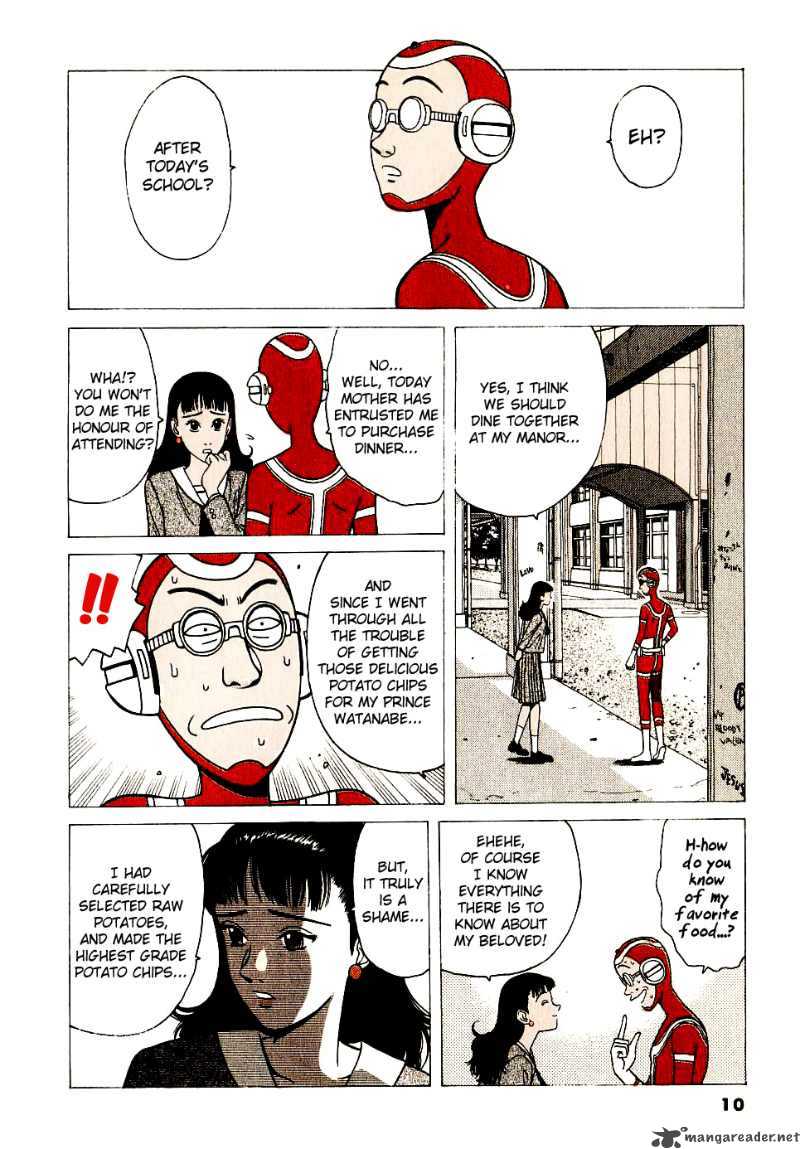 EH?
AFTER
TODAY'S
SCHOOL?
YES, I THINK
WE SHOULD
DINE TOGETHER
AT MY MANOR...
NO...
WELL, TODAY
MOTHER HAS
ENTRUSTED ME
TO PURCHASE
DINNER...
WHA!?
YOU WON'T
DO ME THE
HONOUR OF
ATTENDING?
AND
SINCE I WENT
THROUGH ALL
THE TROUBLE
OF GETTING
THOSE DELICIOUS
POTATO CHIPS
FOR MY PRINCE
WATANABE...
!!
H-how
do you
know
of my
favorite
food...?
EHEHE,
OF COURSE
I KNOW
EVERYTHING
THERE IS TO
KNOW ABOUT
MY BELOVED!
BUT,
IT TRULY
IS A
SHAME...
I HAD
CAREFULLY
SELECTED RAW
POTATOES,
AND MADE THE
HIGHEST GRADE
POTATO CHIPS...
MY
BLOODY
JESUS
10
mangareader.net